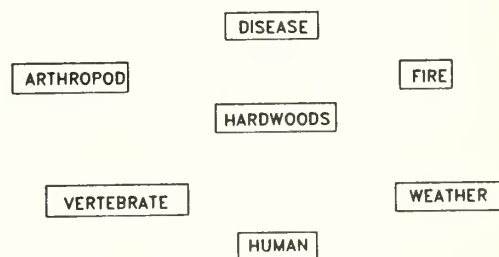 DISEASE
ARTHROPOD
FIRE
HARDWOODS
VERTEBRATE
WEATHER
HUMAN